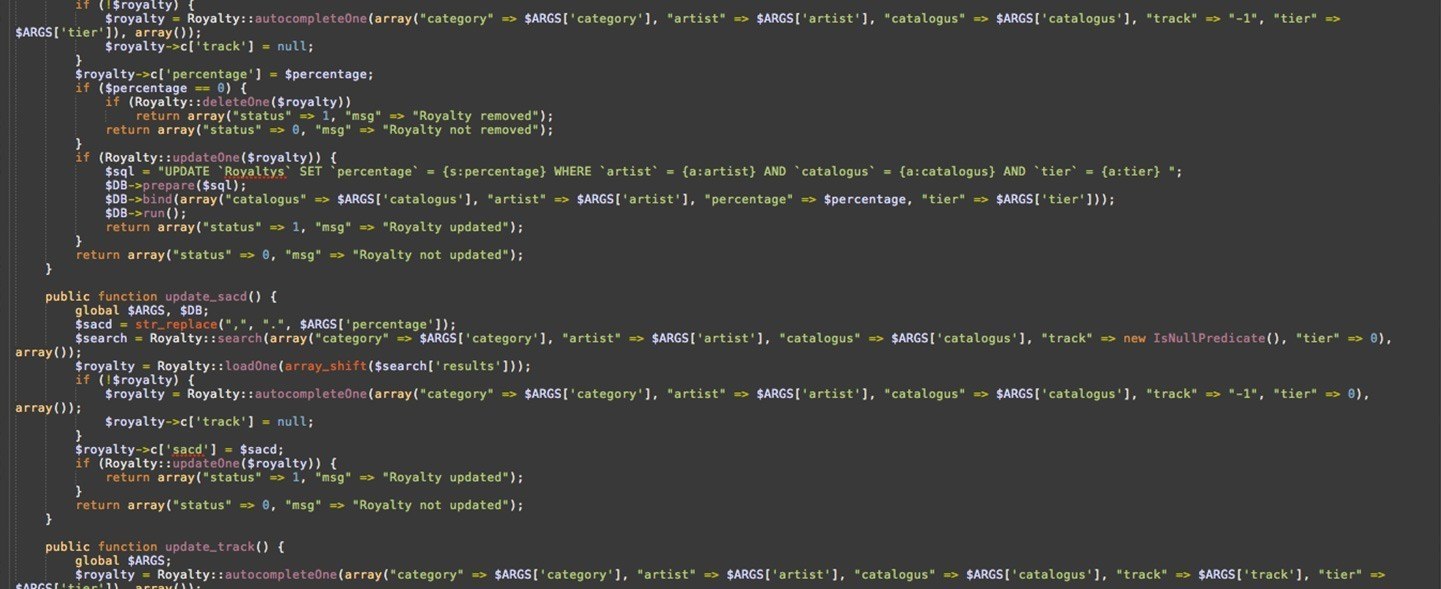 if (!$royalty) {
$royalty = Royalty::autocompleteOne(array("category" => $ARGS['category'], "artist" => $ARGS['artist'], "catalogus" => $ARGS['catalogus'], "track" => "-1", "tier" =>
$ARGS['tier']), array());
$royalty->c['track'] = null;
}
$royalty->c['percentage'] = $percentage;
if ($percentage == 0) {
if (Royalty::deleteOne($royalty))
return array("status" => 1, "msg" => "Royalty removed");
return array("status" => 0, "msg" => "Royalty not removed");
}
if (Royalty::updateOne($royalty)) {
$sql = "UPDATE `Royaltys` SET `percentage` = {s:percentage} WHERE `artist` = {a:artist} AND `catalogus` = {a:catalogus} AND `tier` = {a:tier} ";
$DB->prepare($sql);
$DB->bind(array("catalogus" => $ARGS['catalogus'], "artist" => $ARGS['artist'], "percentage" => $percentage, "tier" => $ARGS['tier']));
$DB->run();
return array("status" => 1, "msg" => "Royalty updated");
}
return array("status" => 0, "msg" => "Royalty not updated");
}
public function update_sacd() {
global $ARGS, $DB;
$sacd = str_replace(",", ".", $ARGS['percentage']);
$search = Royalty::search(array("category" => $ARGS['category'], "artist" => $ARGS['artist'], "catalogus" => $ARGS['catalogus'], "track" => new IsNullPredicate(), "tier" => 0),
array());
$royalty = Royalty::loadOne(array_shift($search['results']));
if (!$royalty) {
$royalty = Royalty::autocompleteOne(array("category" => $ARGS['category'], "artist" => $ARGS['artist'], "catalogus" => $ARGS['catalogus'], "track" => "-1", "tier" => 0),
array());
$royalty->c['track'] = null;
}
$royalty->c['sacd'] = $sacd;
if (Royalty::updateOne($royalty)) {
return array("status" => 1, "msg" => "Royalty updated");
}
return array("status" => 0, "msg" => "Royalty not updated");
}
public function update_track() {
global $ARGS;
$royalty = Royalty::autocompleteOne(array("category" => $ARGS['category'], "artist" => $ARGS['artist'], "catalogus" => $ARGS['catalogus'], "track" => $ARGS['track'], "tier" =>
$ARGS['tier']), array());